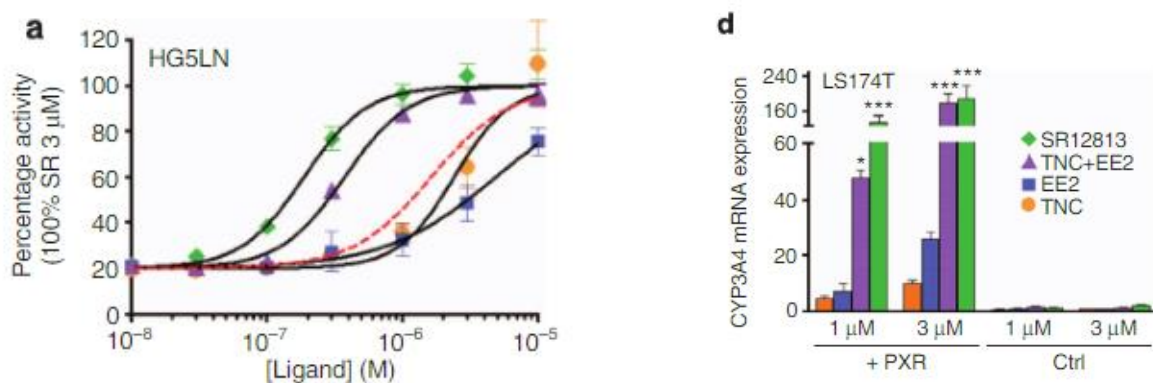 a
HG5LN
Percentage activity
(100% SR 3 μM)
120
100
80
60
40
20
0
10⁻⁸
10⁻⁷
10⁻⁶
10⁻⁵
[Ligand] (M)
d
LS174T
CYP3A4 mRNA expression
240
160
60
40
20
0
*
***
***
***
SR12813
TNC+EE2
EE2
TNC
1 μM
3 μM
1 μM
3 μM
+ PXR
Ctrl